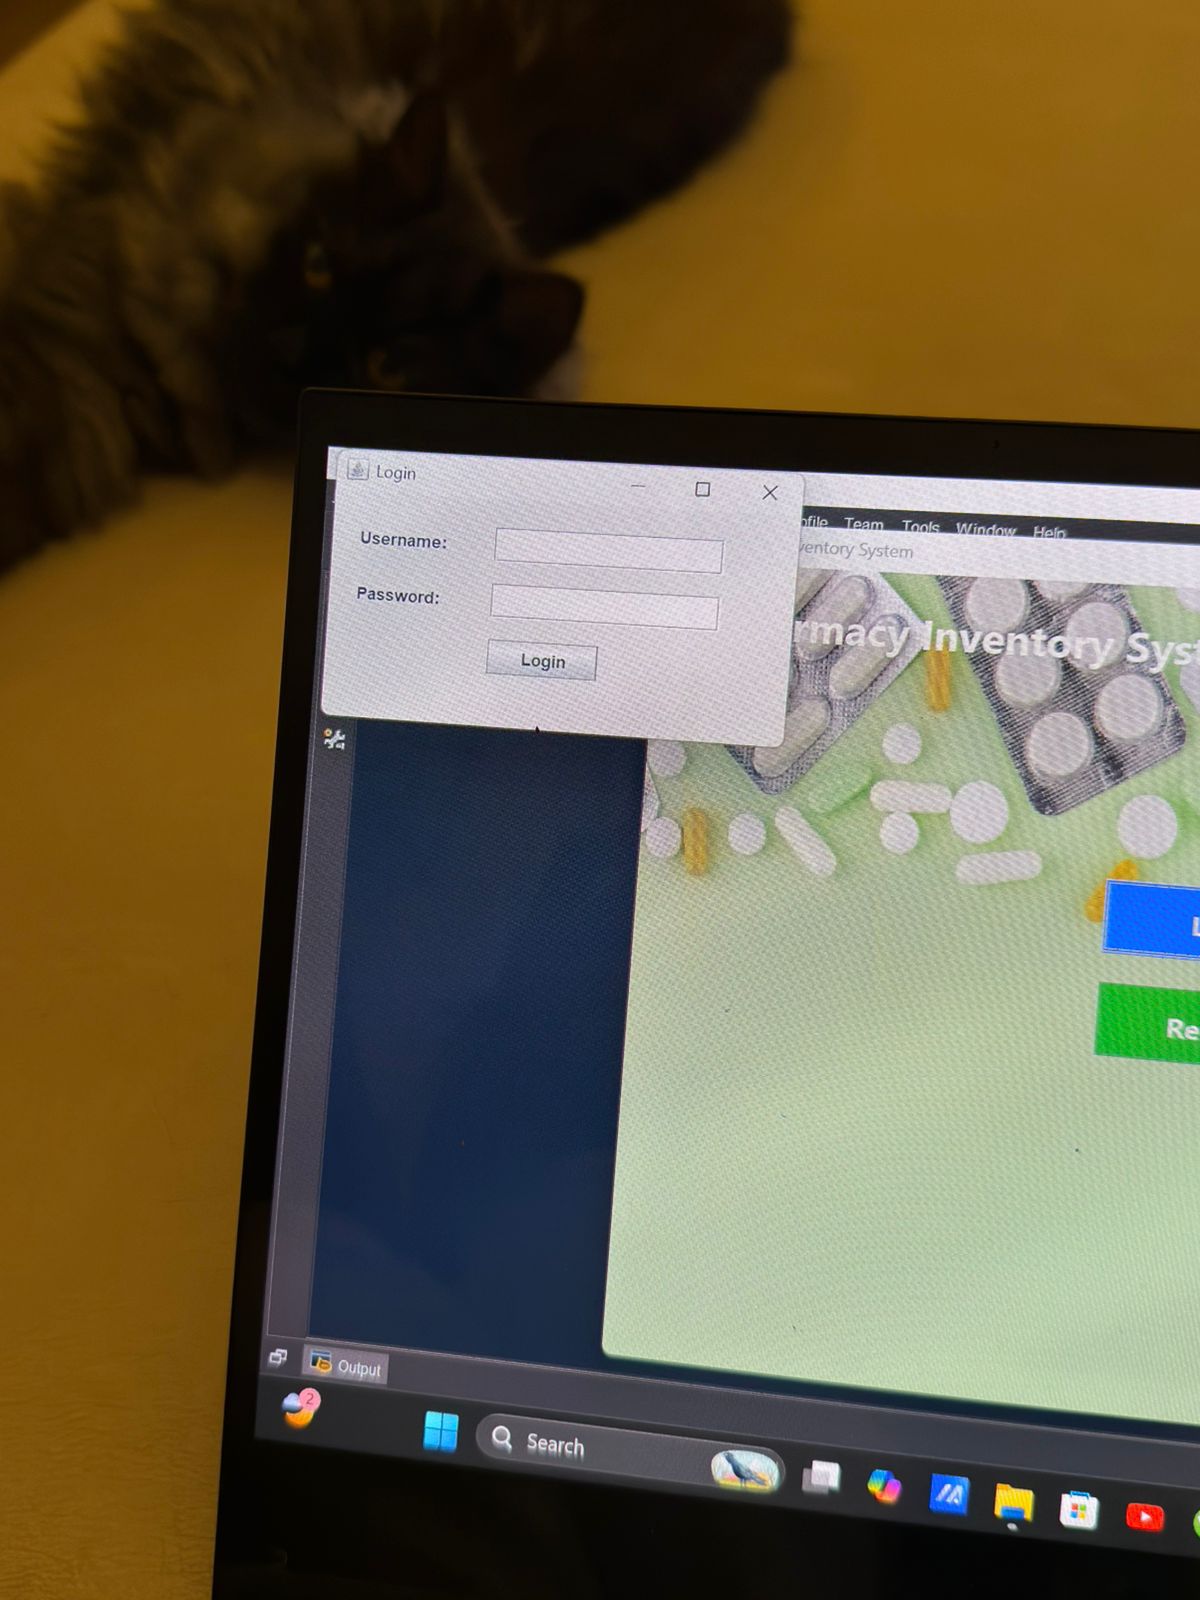 Login
Username:
Password:
Login
ofile Team Tools Window Help
ventory System
rmacy Inventory Syst
L
Re
Output
2
Search